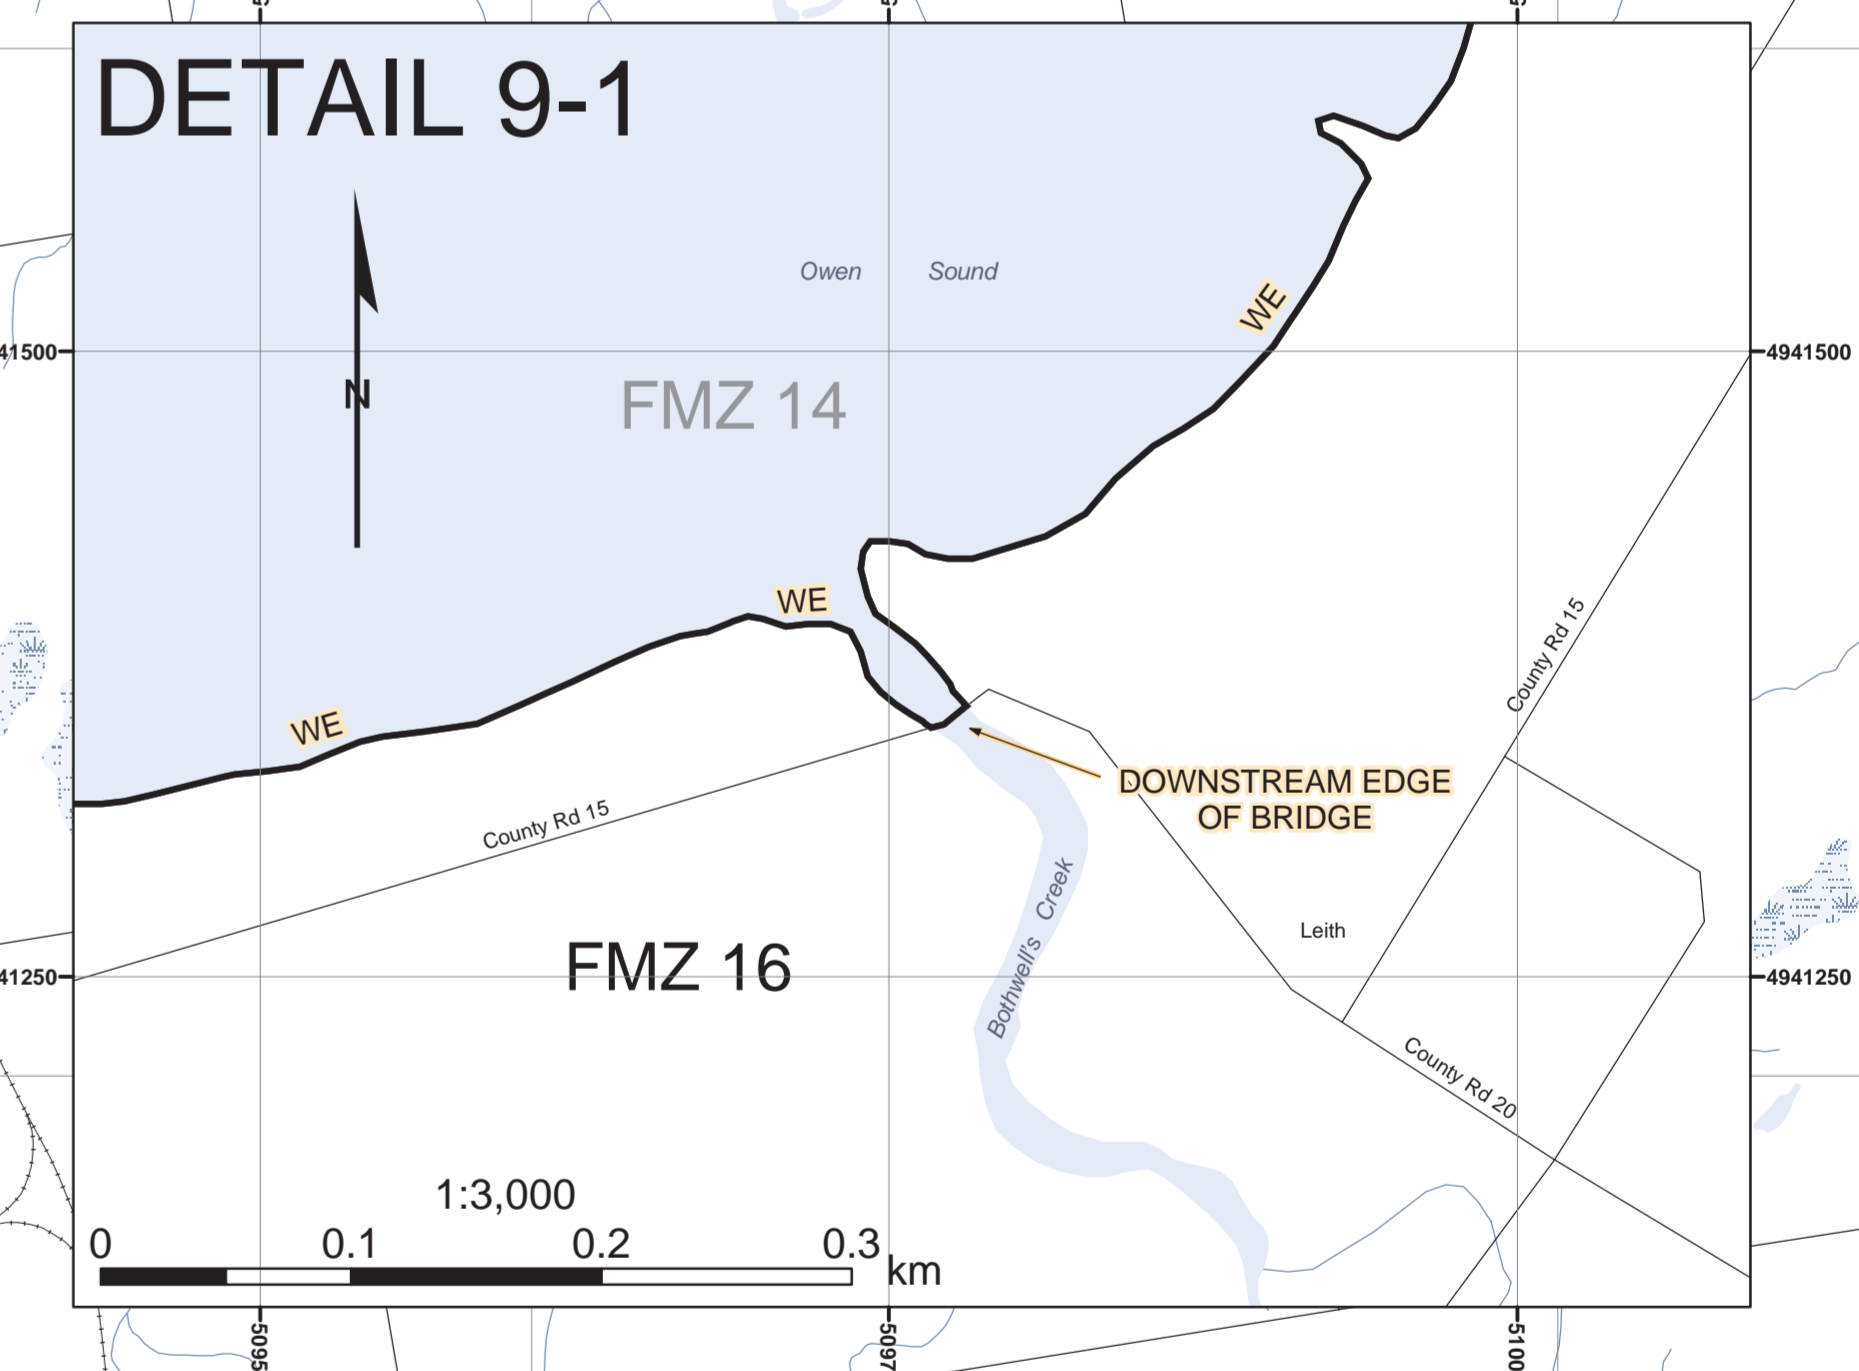 DETAIL 9-1
Owen Sound
WE
41500
4941500
N
FMZ 14
WE
County Rd 15
WE
DOWNSTREAM EDGE
OF BRIDGE
County Rd 15
Bothwell's Creek
Leith
FMZ 16
41250
4941250
County Rd 20
1:3,000
0 0.1 0.2 0.3 km
5095
5097
5100